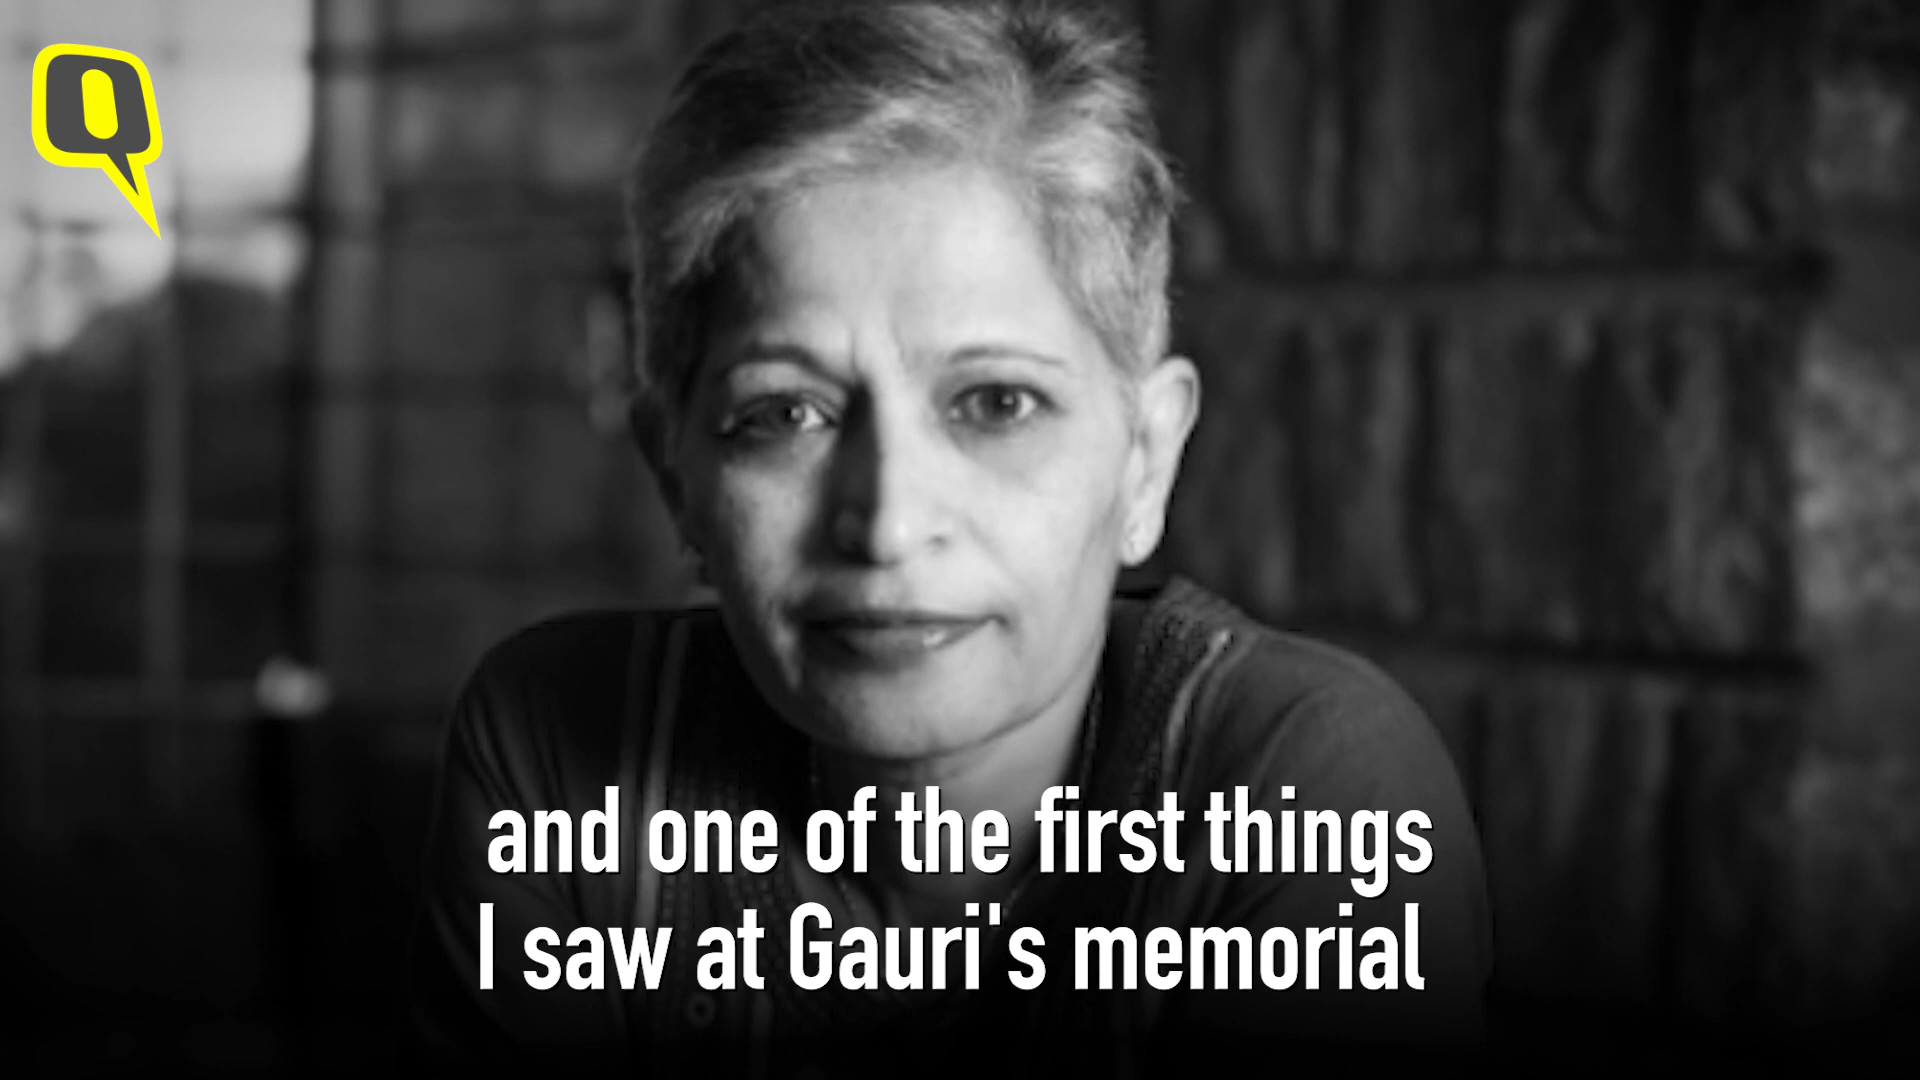 and one of the first things
I saw at Gauri's memorial